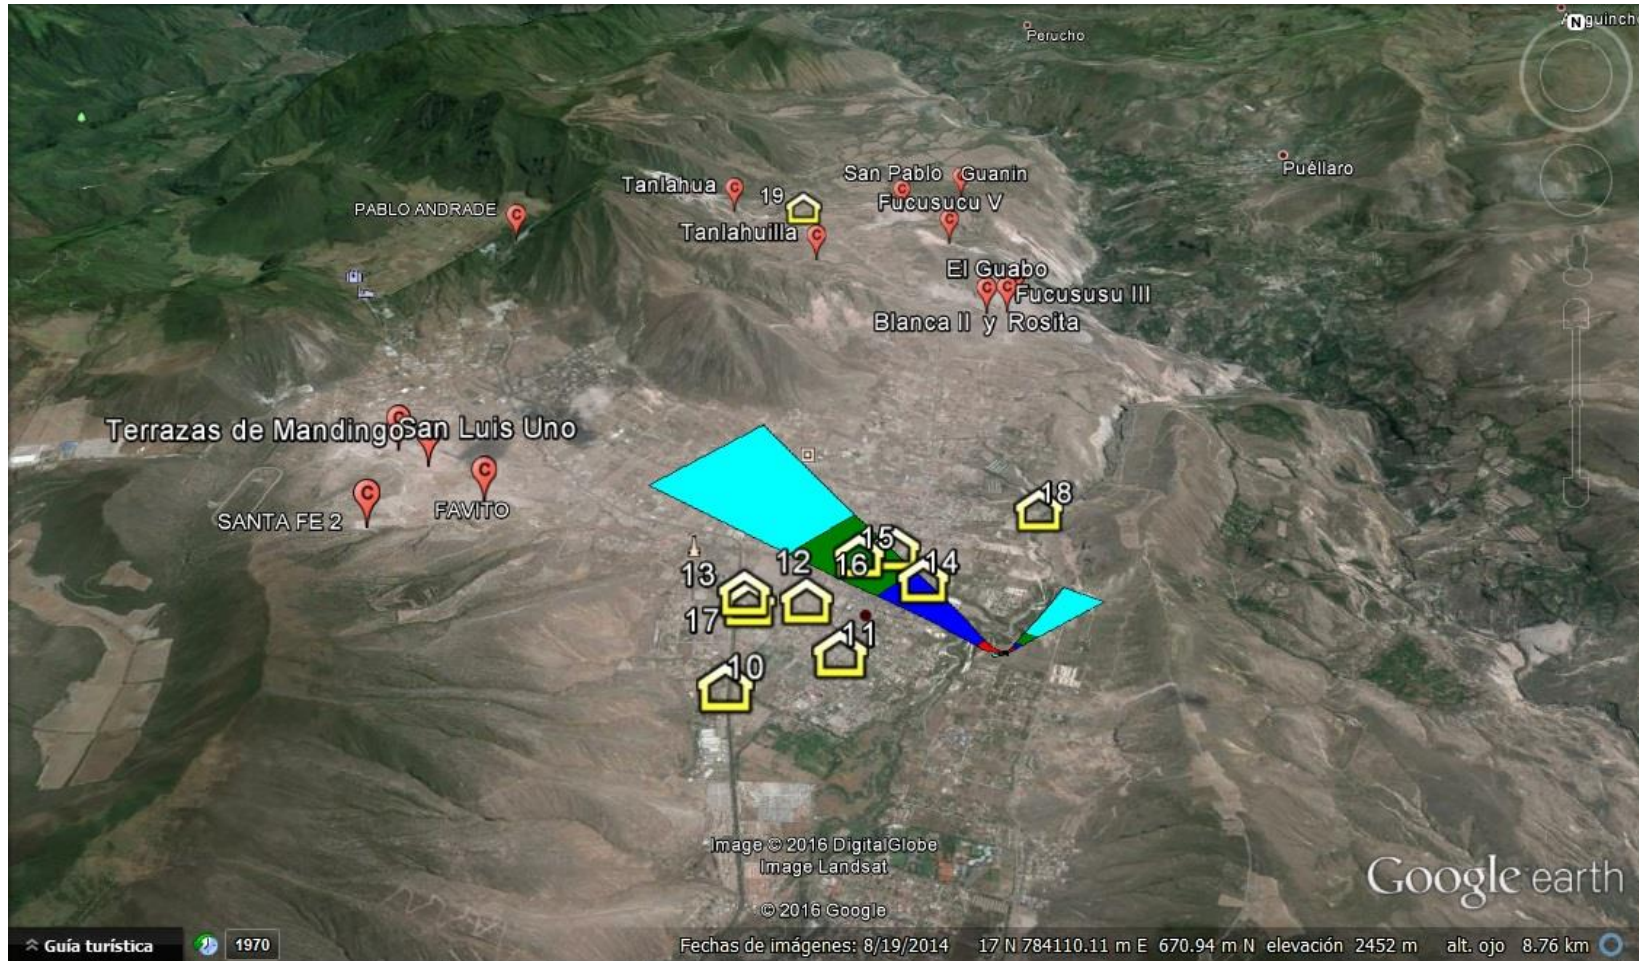 Perucho
N
Puéllaro
San Pablo
Guanin
Tanlahua
19
Fucusucu V
PABLO ANDRADE
Tanlahuilla
El Guabo
Fucususu III
Blanca II y Rosita
Terrazas de Mandingo
San Luis Uno
SANTA FE 2
FAVITO
18
15
12
16
14
13
17
11
10
Image © 2016 DigitalGlobe
Image Landsat
Google earth
© 2016 Google
Guía turística
1970
Fechas de imágenes: 8/19/2014 17 N 784110.11 m E 670.94 m N elevación 2452 m alt. ojo 8.76 km